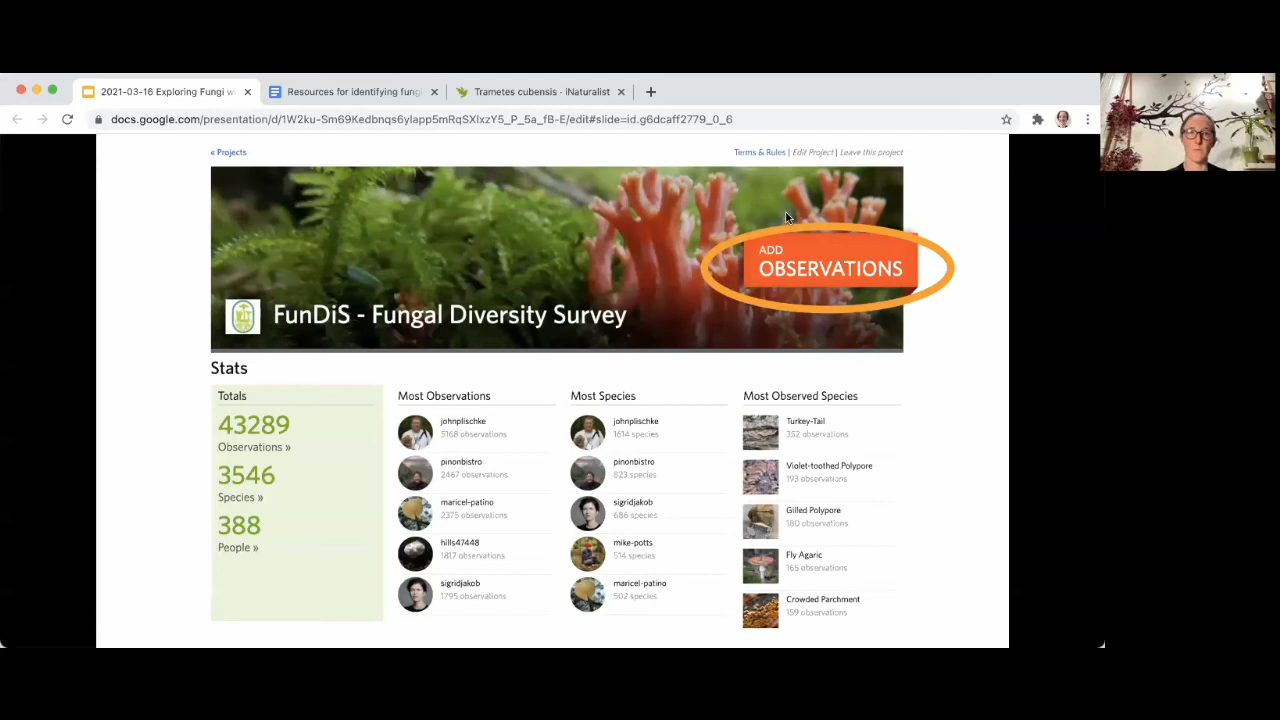 2021-03-16 Exploring Fungi w
Resources for identifying fungi
Trametes cubensis - iNaturalist
docs.google.com/presentation/d/1W2ku-Sm69Kedbnqs6ylapp5mRqSXlxzY5_P_5a_fB-E/edit#slide=id.g6dcaff2779_0_6
« Projects
Terms & Rules | Edit Project | Leave this project
ADD
OBSERVATIONS
FunDiS - Fungal Diversity Survey
Stats
Totals
43289
Observations »
3546
Species »
388
People »
Most Observations
johnplischke
5168 observations
pinonbistro
2467 observations
maricel-patino
2375 observations
hills47448
1817 observations
sigridjakob
1795 observations
Most Species
johnplischke
1614 species
pinonbistro
823 species
sigridjakob
686 species
mike-potts
514 species
maricel-patino
502 species
Most Observed Species
Turkey-Tail
352 observations
Violet-toothed Polypore
193 observations
Gilled Polypore
180 observations
Fly Agaric
165 observations
Crowded Parchment
159 observations